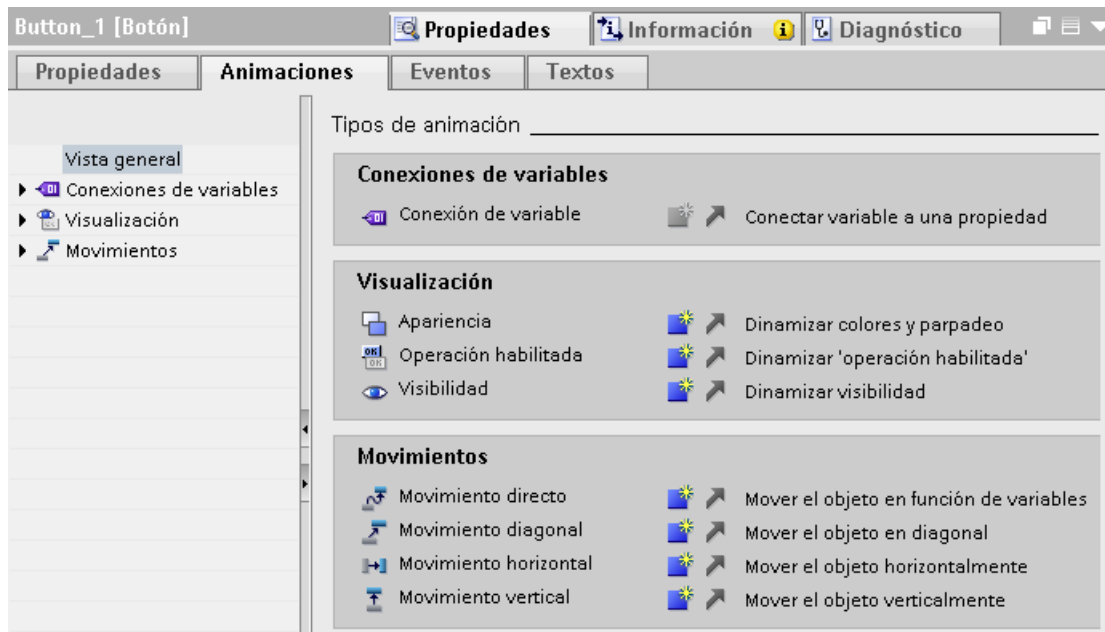 Button_1 [Botón]
Propiedades
Información
Diagnóstico
Propiedades
Animaciones
Eventos
Textos
Vista general
Conexiones de variables
Visualización
Movimientos
Tipos de animación
Conexiones de variables
Conexión de variable
Conectar variable a una propiedad
Visualización
Apariencia
Dinamizar colores y parpadeo
Operación habilitada
Dinamizar 'operación habilitada'
Visibilidad
Dinamizar visibilidad
Movimientos
Movimiento directo
Mover el objeto en función de variables
Movimiento diagonal
Mover el objeto en diagonal
Movimiento horizontal
Mover el objeto horizontalmente
Movimiento vertical
Mover el objeto verticalmente